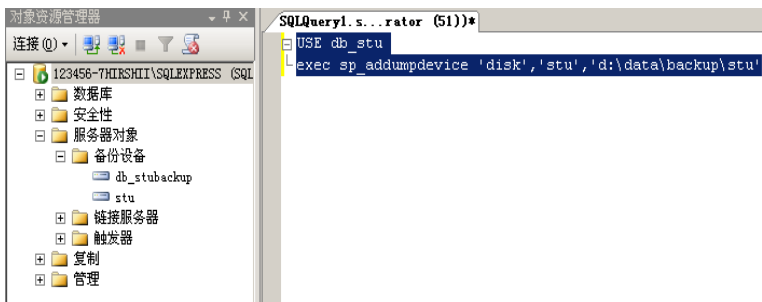 对象资源管理器
连接(O)
123456-7HIRSHII\SQLEXPRESS (SQL
数据库
安全性
服务器对象
备份设备
db_stubackup
stu
链接服务器
触发器
复制
管理
SQLQuery1.s...rator (51))*
USE db_stu
exec sp_addumpdevice 'disk','stu','d:\data\backup\stu'